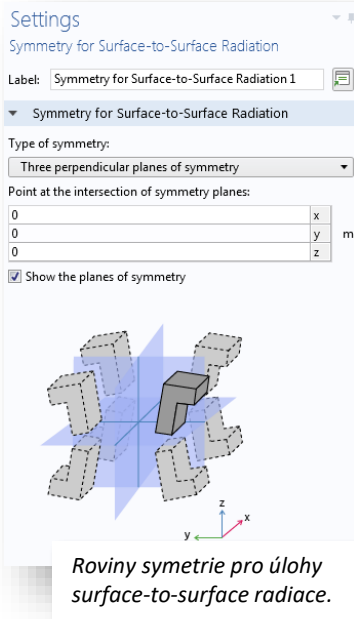 Settings
Symmetry for Surface-to-Surface Radiation
Label: Symmetry for Surface-to-Surface Radiation 1
Symmetry for Surface-to-Surface Radiation
Type of symmetry:
Three perpendicular planes of symmetry
Point at the intersection of symmetry planes:
0 x
0 y m
0 z
Show the planes of symmetry
z
x
y
Roviny symetrie pro úlohy
surface-to-surface radiace.